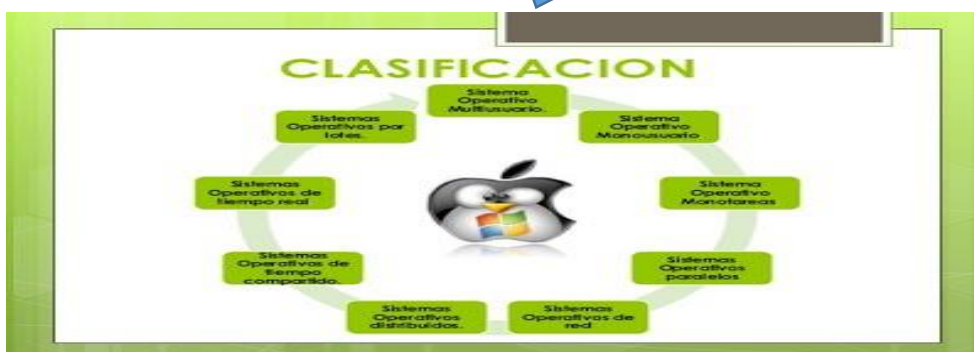 CLASIFICACION
Sistema
Operativo
Multiusuario.
Sistema
Operativo
Monousuario
Sistema
Operativo
Monotareas
Sistemas
Operativos
paralelos
Sistemas
Operativos de
red
Sistemas
Operativos
distribuidos.
Sistemas
Operativos de
tiempo
compartido.
Sistemas
Operativos de
tiempo real
Sistemas
Operativos por
lotes.